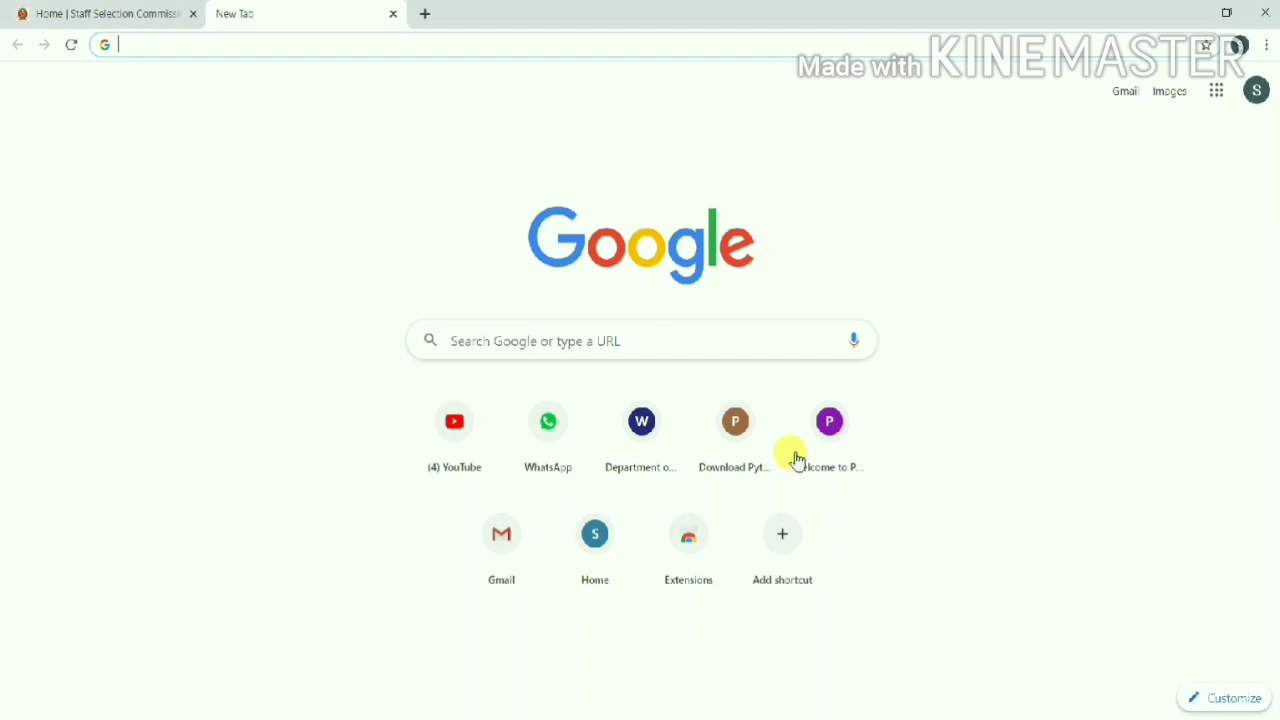 Home | Staff Selection Commissi
New Tab
Made with KINEMASTER
Gmail Images S
Google
Search Google or type a URL
W P P
(4) YouTube WhatsApp Department o... Download Pyt... elcome to P...
S
Gmail Home Extensions Add shortcut
Customize